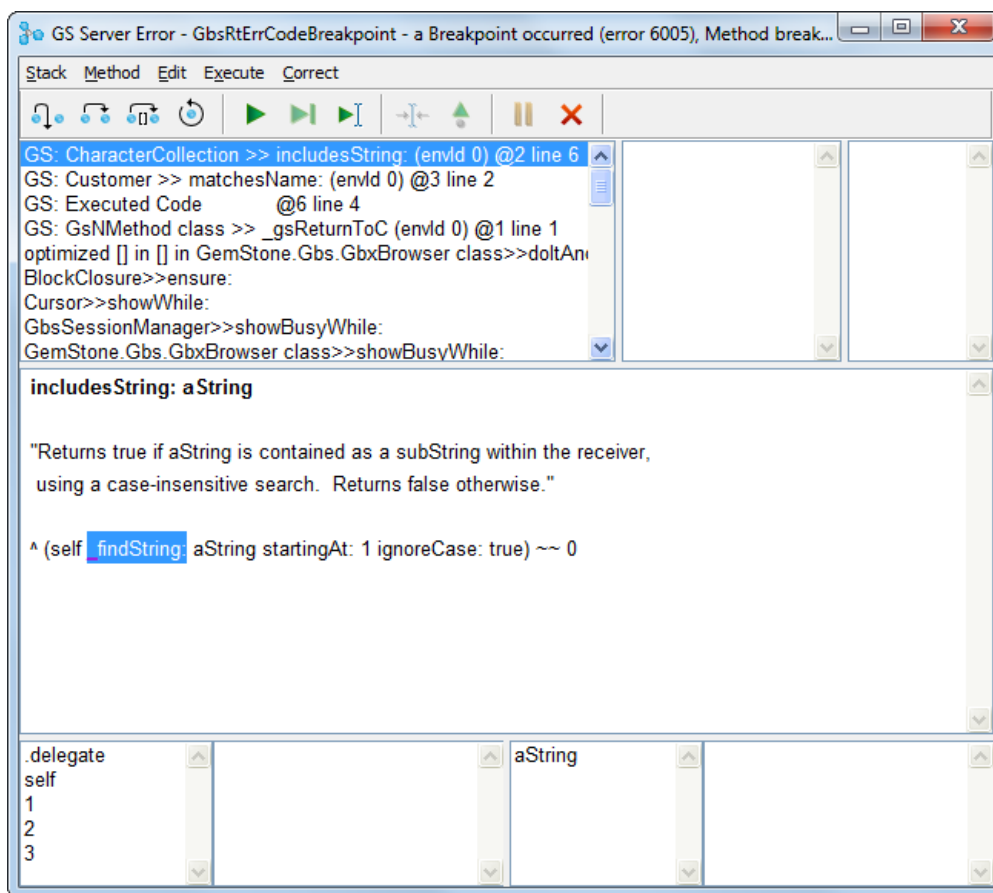 GS Server Error - GbsRtErrCodeBreakpoint - a Breakpoint occurred (error 6005), Method break...
Stack Method Edit Execute Correct
GS: CharacterCollection >> includesString: (envId 0) @2 line 6
GS: Customer >> matchesName: (envId 0) @3 line 2
GS: Executed Code @6 line 4
GS: GsNMethod class >> _gsReturnToC (envId 0) @1 line 1
optimized [] in [] in GemStone.Gbs.GbxBrowser class>>doItAnd
BlockClosure>>ensure:
Cursor>>showWhile:
GbsSessionManager>>showBusyWhile:
GemStone.Gbs.GbxBrowser class>>showBusyWhile:
includesString: aString
"Returns true if aString is contained as a subString within the receiver,
using a case-insensitive search. Returns false otherwise."
^ (self _findString: aString startingAt: 1 ignoreCase: true) ~~ 0
.delegate
self
1
2
3
aString